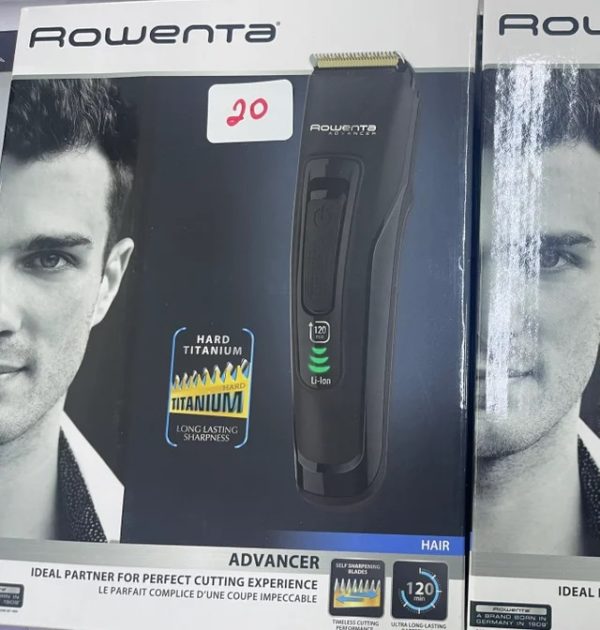 Rowenta
Rou
20
Rowenta
ADVANCER
120
min
Li-Ion
HARD
TITANIUM
HARD
TITANIUM
LONG LASTING
SHARPNESS
HAIR
ADVANCER
IDEAL PARTNER FOR PERFECT CUTTING EXPERIENCE
LE PARFAIT COMPLICE D'UNE COUPE IMPECCABLE
SELF SHARPENING
BLADES
TIMELESS CUTTING
PERFORMANCE
120
min
ULTRA LONG-LASTING
IDEAL
Rowenta
A BRAND BORN IN
GERMANY IN 1909